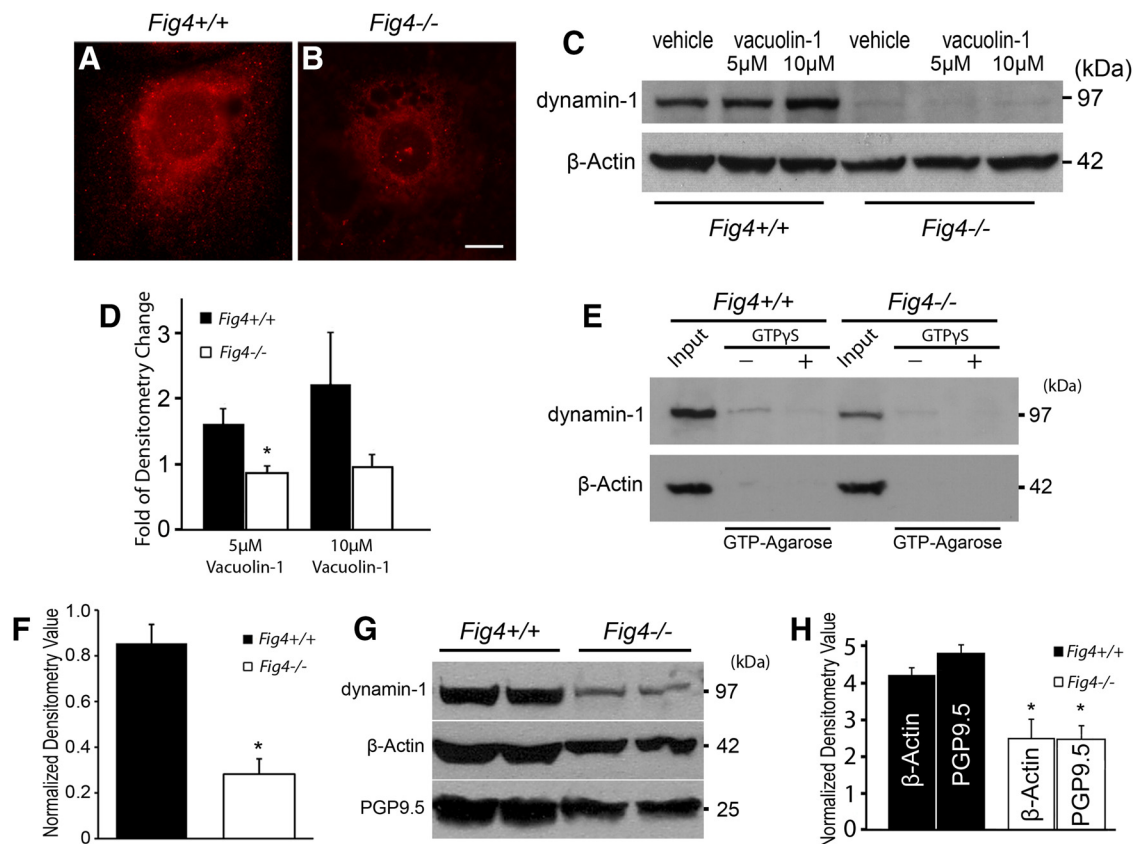 Fig4+/+ Fig4-/-
A B
C
vehicle vacuolin-1 vehicle vacuolin-1
5μM 10μM 5μM 10μM (kDa)
dynamin-1 97
β-Actin 42
Fig4+/+ Fig4-/-
D
Fold of Densitometry Change
Fig4+/+
Fig4-/-
3
2
1
0
*
5μM 10μM
Vacuolin-1 Vacuolin-1
E
Fig4+/+ Fig4-/-
Input GTPγS Input GTPγS
− + − +
(kDa)
dynamin-1 97
β-Actin 42
GTP-Agarose GTP-Agarose
F
Normalized Densitometry Value
1.0
0.8
0.6
0.4
0.2
0
Fig4+/+
Fig4-/-
*
G
Fig4+/+ Fig4-/-
(kDa)
dynamin-1 97
β-Actin 42
PGP9.5 25
H
Normalized Densitometry Value
5
4
3
2
1
0
Fig4+/+
Fig4-/-
* *
β-Actin PGP9.5 β-Actin PGP9.5